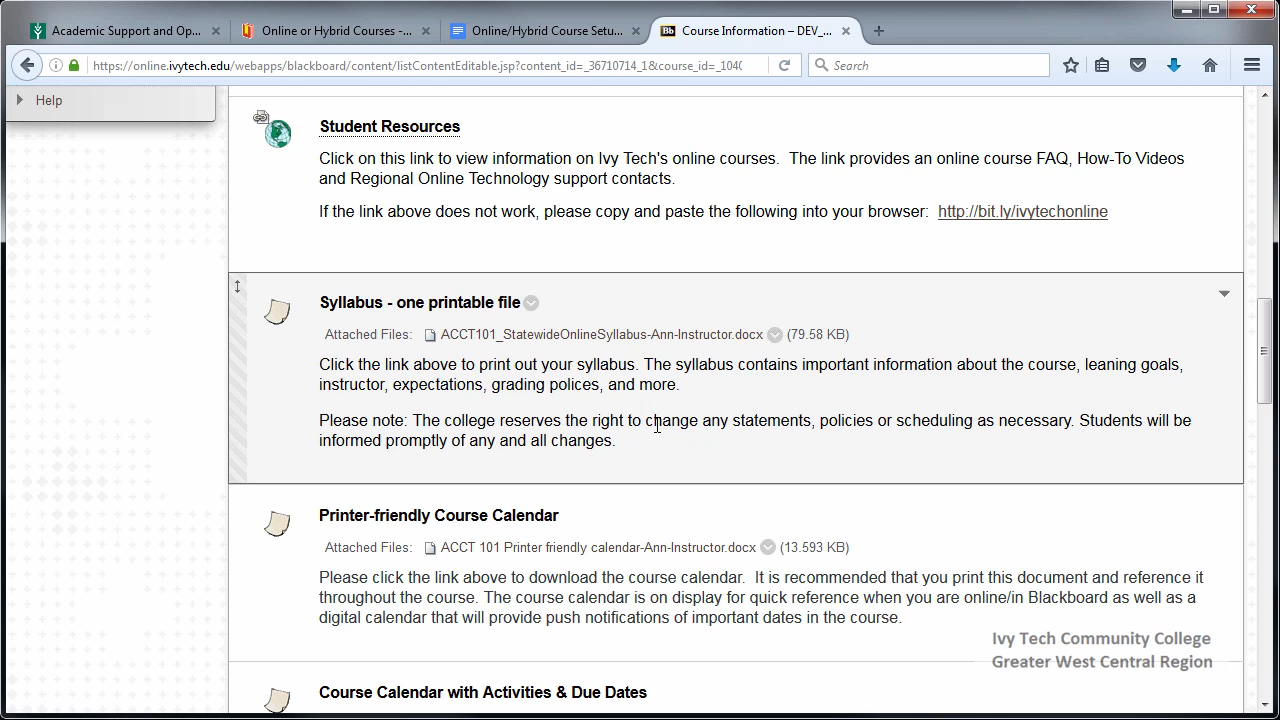 Academic Support and Op...
Online or Hybrid Courses -...
Online/Hybrid Course Setu...
Bb Course Information – DEV_...
https://online.ivytech.edu/webapps/blackboard/content/listContentEditable.jsp?content_id=_36710714_1&course_id=_1040
Search
Help
Student Resources
Click on this link to view information on Ivy Tech's online courses. The link provides an online course FAQ, How-To Videos
and Regional Online Technology support contacts.
If the link above does not work, please copy and paste the following into your browser: http://bit.ly/ivytechonline
Syllabus - one printable file
Attached Files: ACCT101_StatewideOnlineSyllabus-Ann-Instructor.docx (79.58 KB)
Click the link above to print out your syllabus. The syllabus contains important information about the course, leaning goals,
instructor, expectations, grading polices, and more.
Please note: The college reserves the right to change any statements, policies or scheduling as necessary. Students will be
informed promptly of any and all changes.
Printer-friendly Course Calendar
Attached Files: ACCT 101 Printer friendly calendar-Ann-Instructor.docx (13.593 KB)
Please click the link above to download the course calendar. It is recommended that you print this document and reference it
throughout the course. The course calendar is on display for quick reference when you are online/in Blackboard as well as a
digital calendar that will provide push notifications of important dates in the course.
Ivy Tech Community College
Greater West Central Region
Course Calendar with Activities & Due Dates